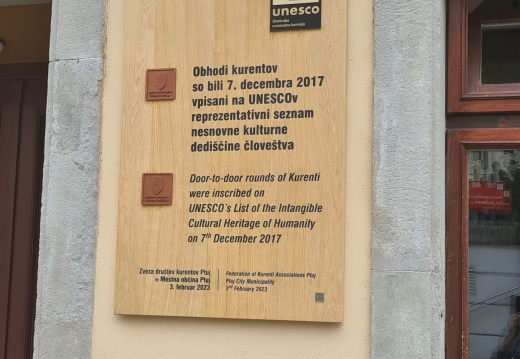 unesco
Obhodi kurentov
so bili 7. decembra 2017
vpisani na UNESCOv
reprezentativni seznam
nesnovne kulturne
dediščine človeštva
Door-to-door rounds of Kurenti
were inscribed on
UNESCO's List of the Intangible
Cultural Heritage of Humanity
on 7th December 2017
Zveza društev kurentov Ptuj
in Mestna občina Ptuj
3. februar 2023
Federation of Kurenti Associations Ptuj
Ptuj City Municipality
3rd February 2023